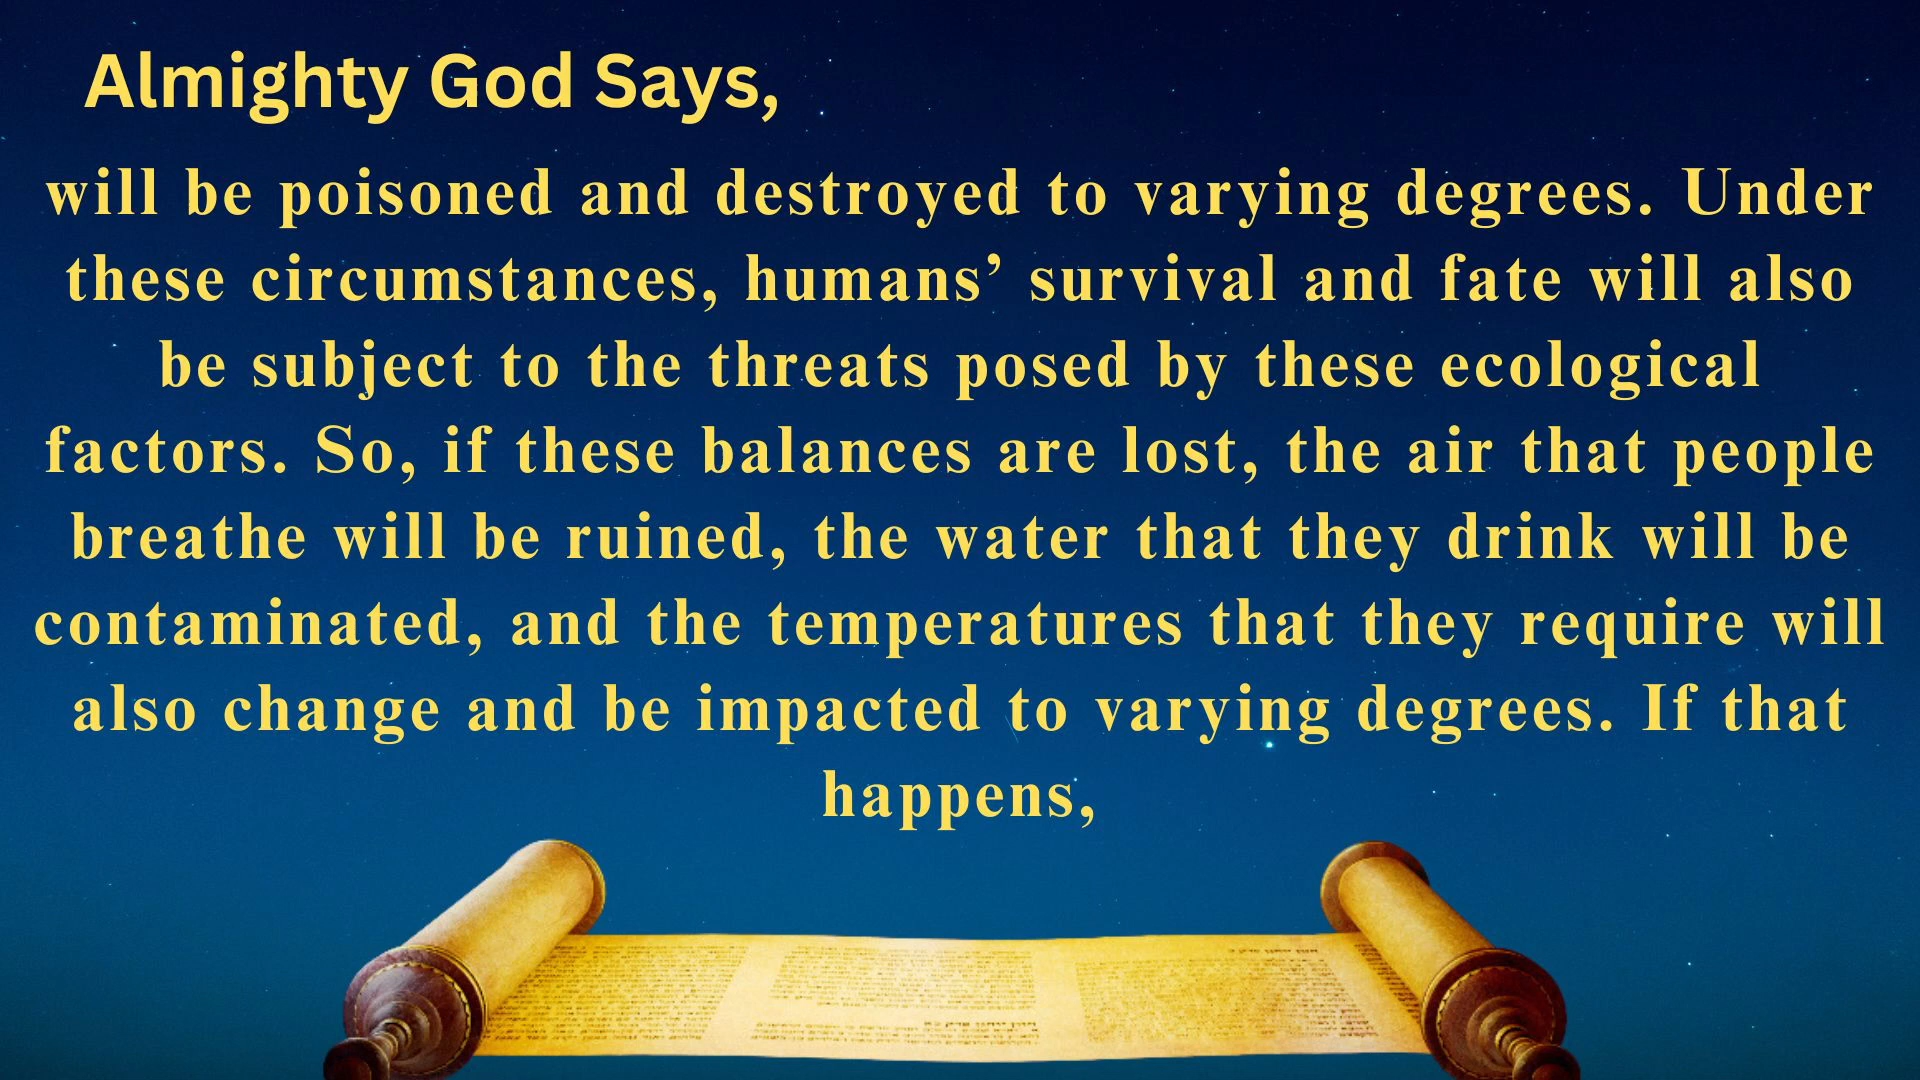 Almighty God Says,
will be poisoned and destroyed to varying degrees. Under
these circumstances, humans’ survival and fate will also
be subject to the threats posed by these ecological
factors. So, if these balances are lost, the air that people
breathe will be ruined, the water that they drink will be
contaminated, and the temperatures that they require will
also change and be impacted to varying degrees. If that
happens,